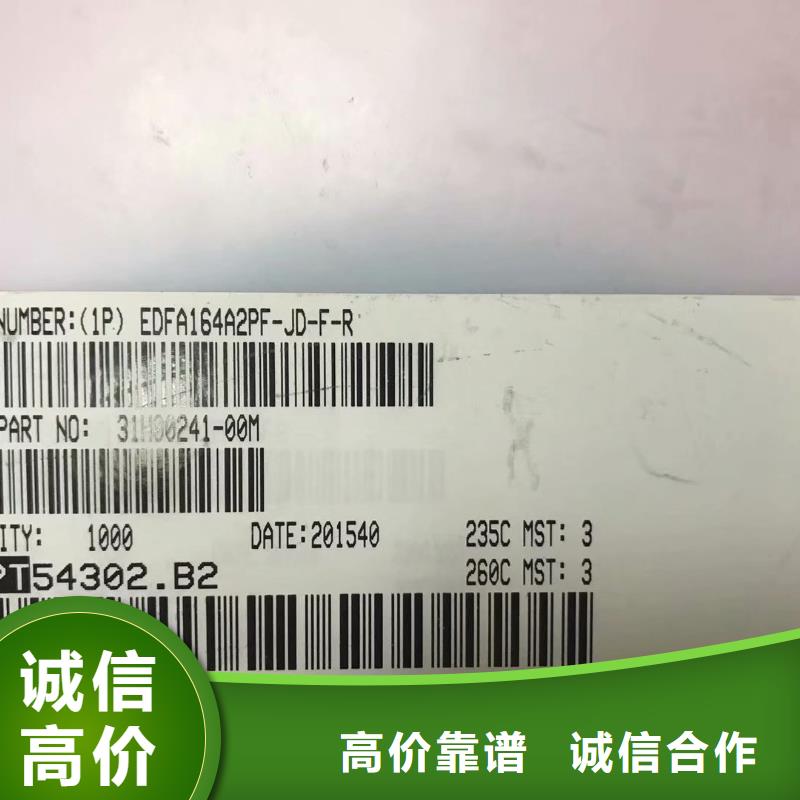 NUMBER:(1P) EDFA164A2PF-JD-F-R
PART NO: 31H00241-00M
ITY: 1000 DATE:201540 235C MST: 3
PT54302.B2 260C MST: 3
诚信
高价
高价靠谱 诚信合作